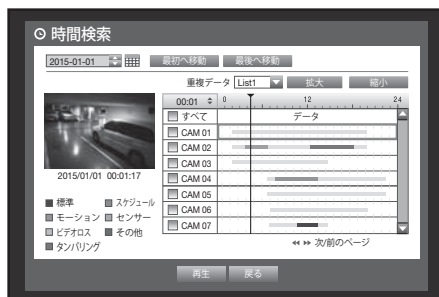 時間検索
2015-01-01 最初へ移動 最後へ移動
重複データ List1 拡大 縮小
00:01 0 12 24
すべて データ
CAM 01
CAM 02
CAM 03
CAM 04
CAM 05
CAM 06
CAM 07
2015/01/01 00:01:17
標準 スケジュール
モーション センサー
ビデオロス その他
タンパリング
次/前のページ
再生 戻る